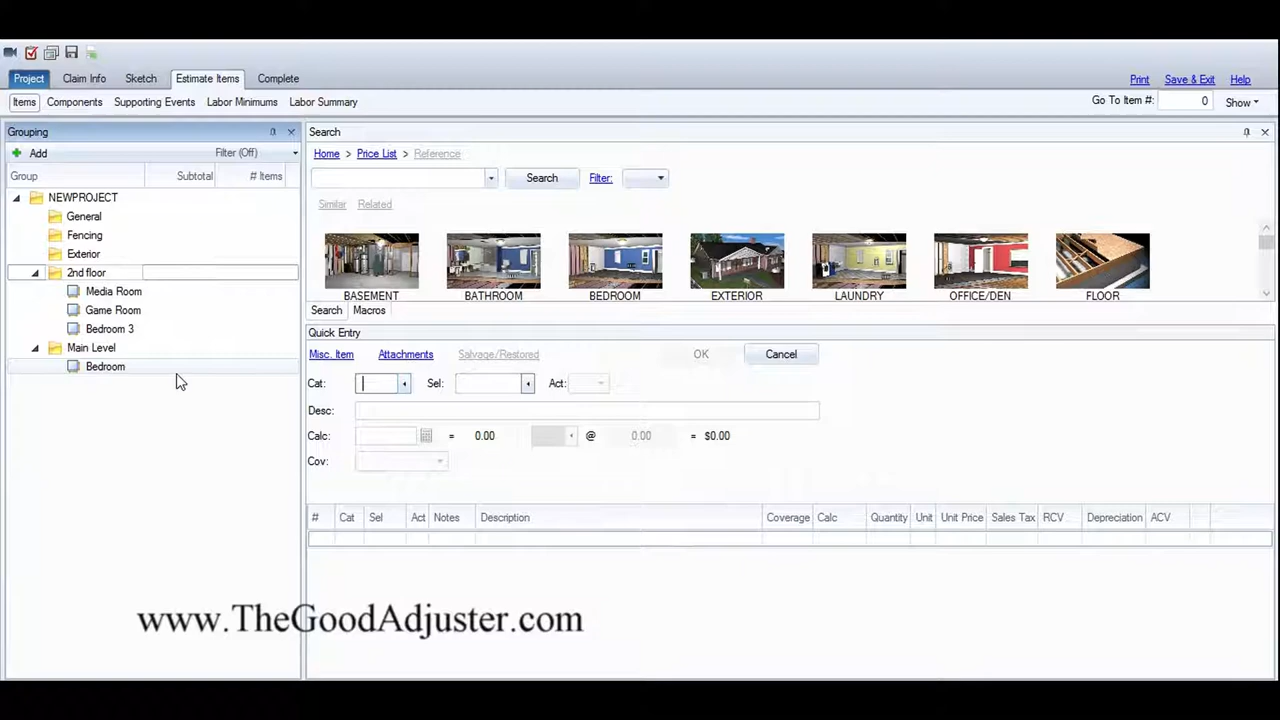 Project Claim Info Sketch Estimate Items Complete Print Save & Exit Help
Items Components Supporting Events Labor Minimums Labor Summary Go To Item #: 0 Show
Grouping
Add Filter (Off)
Group Subtotal # Items
NEWPROJECT
General
Fencing
Exterior
2nd floor
Media Room
Game Room
Bedroom 3
Main Level
Bedroom
Search
Home > Price List > Reference
Search Filter:
Similar Related
BASEMENT BATHROOM BEDROOM EXTERIOR LAUNDRY OFFICE/DEN FLOOR
Search Macros
Quick Entry
Misc. Item Attachments Salvage/Restored OK Cancel
Cat: Sel: Act:
Desc:
Calc: = 0.00 @ 0.00 = $0.00
Cov:
# Cat Sel Act Notes Description Coverage Calc Quantity Unit Unit Price Sales Tax RCV Depreciation ACV
www.TheGoodAdjuster.com